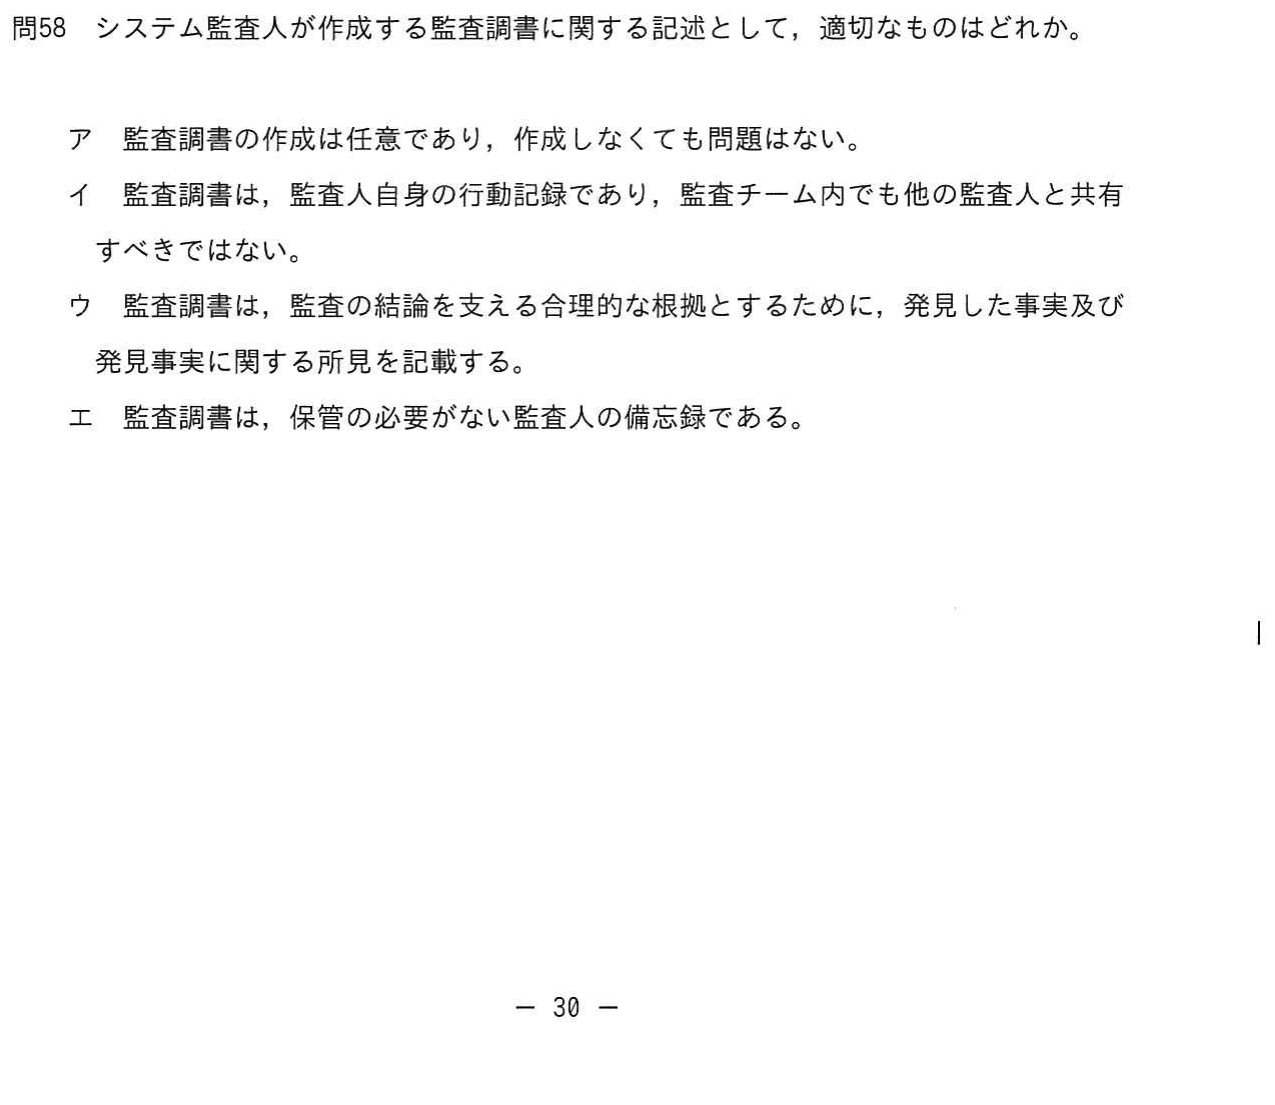 問58　システム監査人が作成する監査調書に関する記述として，適切なものはどれか。
ア　監査調書の作成は任意であり，作成しなくても問題はない。
イ　監査調書は，監査人自身の行動記録であり，監査チーム内でも他の監査人と共有
すべきではない。
ウ　監査調書は，監査の結論を支える合理的な根拠とするために，発見した事実及び
発見事実に関する所見を記載する。
エ　監査調書は，保管の必要がない監査人の備忘録である。
－ 30 －